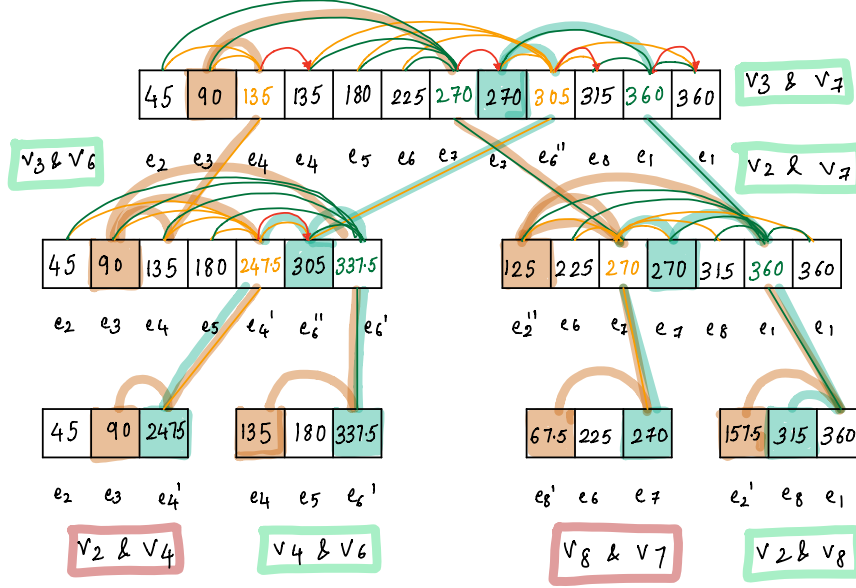 45 90 135 135 180 225 270 270 305 315 360 360
V3 & V7
V3 & V6
e2 e3 e4 e4 e5 e6 e7 e7 e6'' e8 e1 e1
V2 & V7
45 90 135 180 247.5 305 337.5
125 225 270 270 315 360 360
e2 e3 e4 e5 e4' e6'' e6'
e2'' e6 e7 e7 e8 e1 e1
45 90 2475
135 180 337.5
67.5 225 270
157.5 315 360
e2 e3 e4'
e4 e5 e6'
e8' e6 e7
e2' e8 e1
V2 & V4
V4 & V6
V8 & V7
V2 & V8